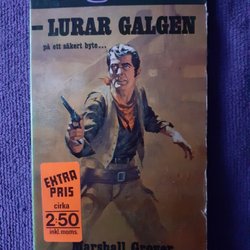 – LURAR GALGEN
på ett säkert byte...
EXTRA
PRIS
cirka
2:50
inkl. moms.
Marshall Grover